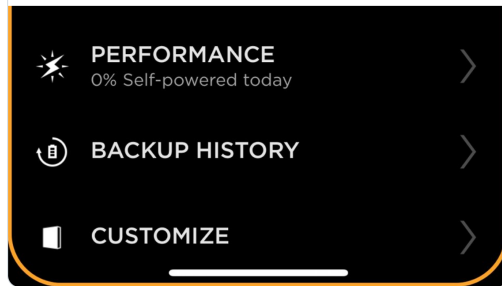 PERFORMANCE
0% Self-powered today
BACKUP HISTORY
CUSTOMIZE